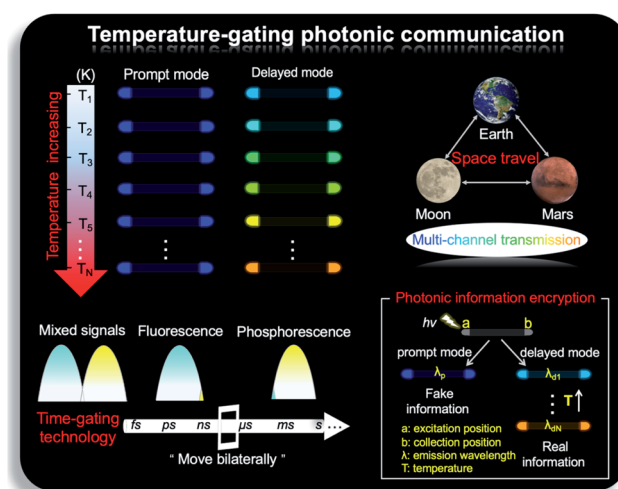 Temperature-gating photonic communication
(K)
Prompt mode
Delayed mode
Temperature increasing
T1
T2
T3
T4
T5
TN
Earth
Space travel
Moon
Mars
Multi-channel transmission
Mixed signals
Fluorescence
Phosphorescence
Time-gating
technology
fs ps ns μs ms s ...
“ Move bilaterally ”
Photonic information encryption
hv
a
b
prompt mode
delayed mode
λp
λd1
Fake
information
T
λdN
Real
information
a: excitation position
b: collection position
λ: emission wavelength
T: temperature